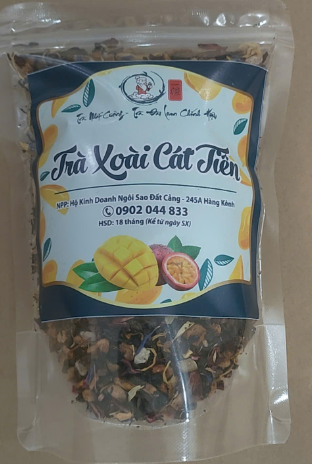 Trà Xoài Cát Tiên
NPP: Hộ Kinh Doanh Ngôi Sao Đất Cảng - 245A Hàng Kênh
0902 044 833
HSD: 18 tháng (Kể từ ngày SX)